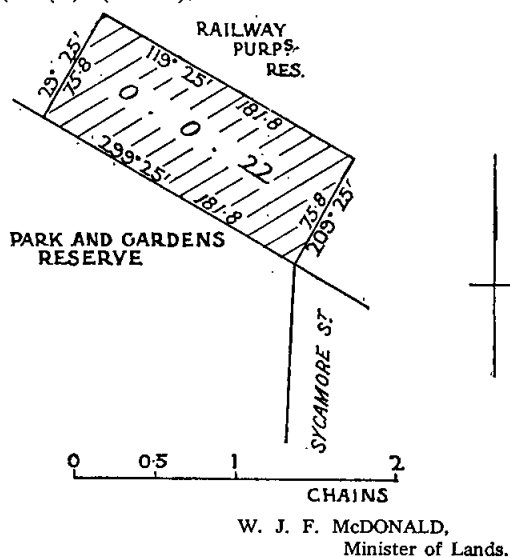 RAILWAY
PURPS.
RES.
29° 25'
75·8
119° 25'
181·8
0 · 0 · 22
299° 25'
181·8
75·8
209° 25'
PARK AND GARDENS
RESERVE
SYCAMORE ST
0 0·5 1 2
CHAINS
W. J. F. McDONALD,
Minister of Lands.